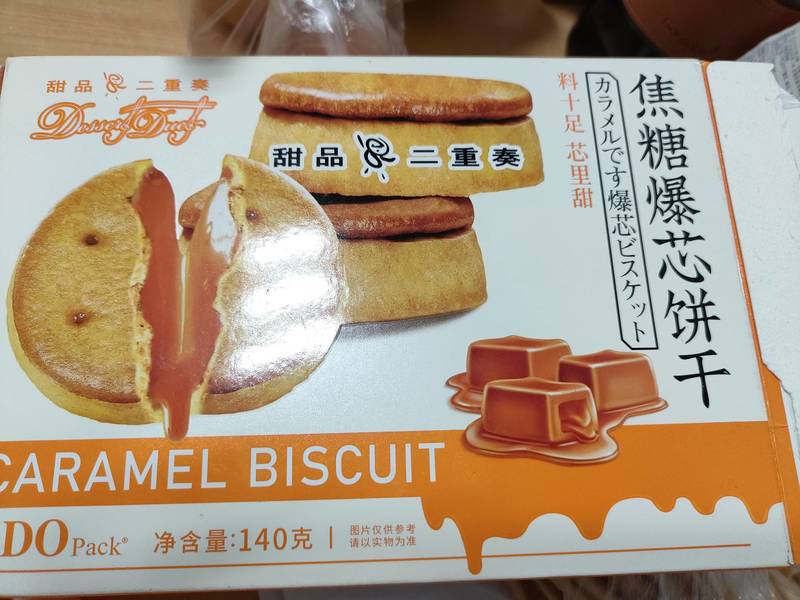 甜品 二重奏
Dessert Duet
甜品 二重奏
料十足 芯里甜
カラメルです爆芯ビスケット
焦糖爆芯饼干
CARAMEL BISCUIT
DO Pack®
净含量:140克
图片仅供参考
请以实物为准